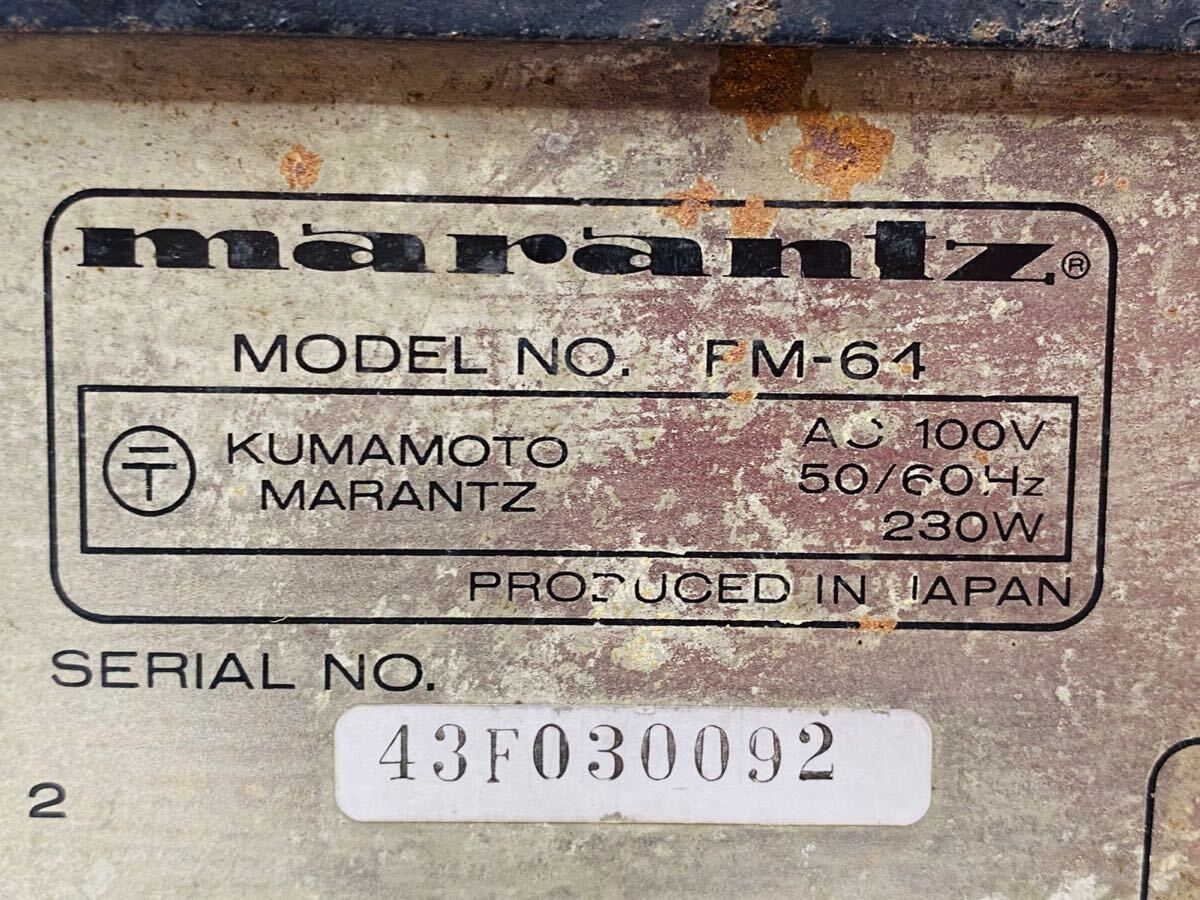 marantz®
MODEL NO. PM-64
〒 KUMAMOTO
MARANTZ
AC 100V
50/60Hz
230W
PRODUCED IN JAPAN
SERIAL NO.
43F030092
2